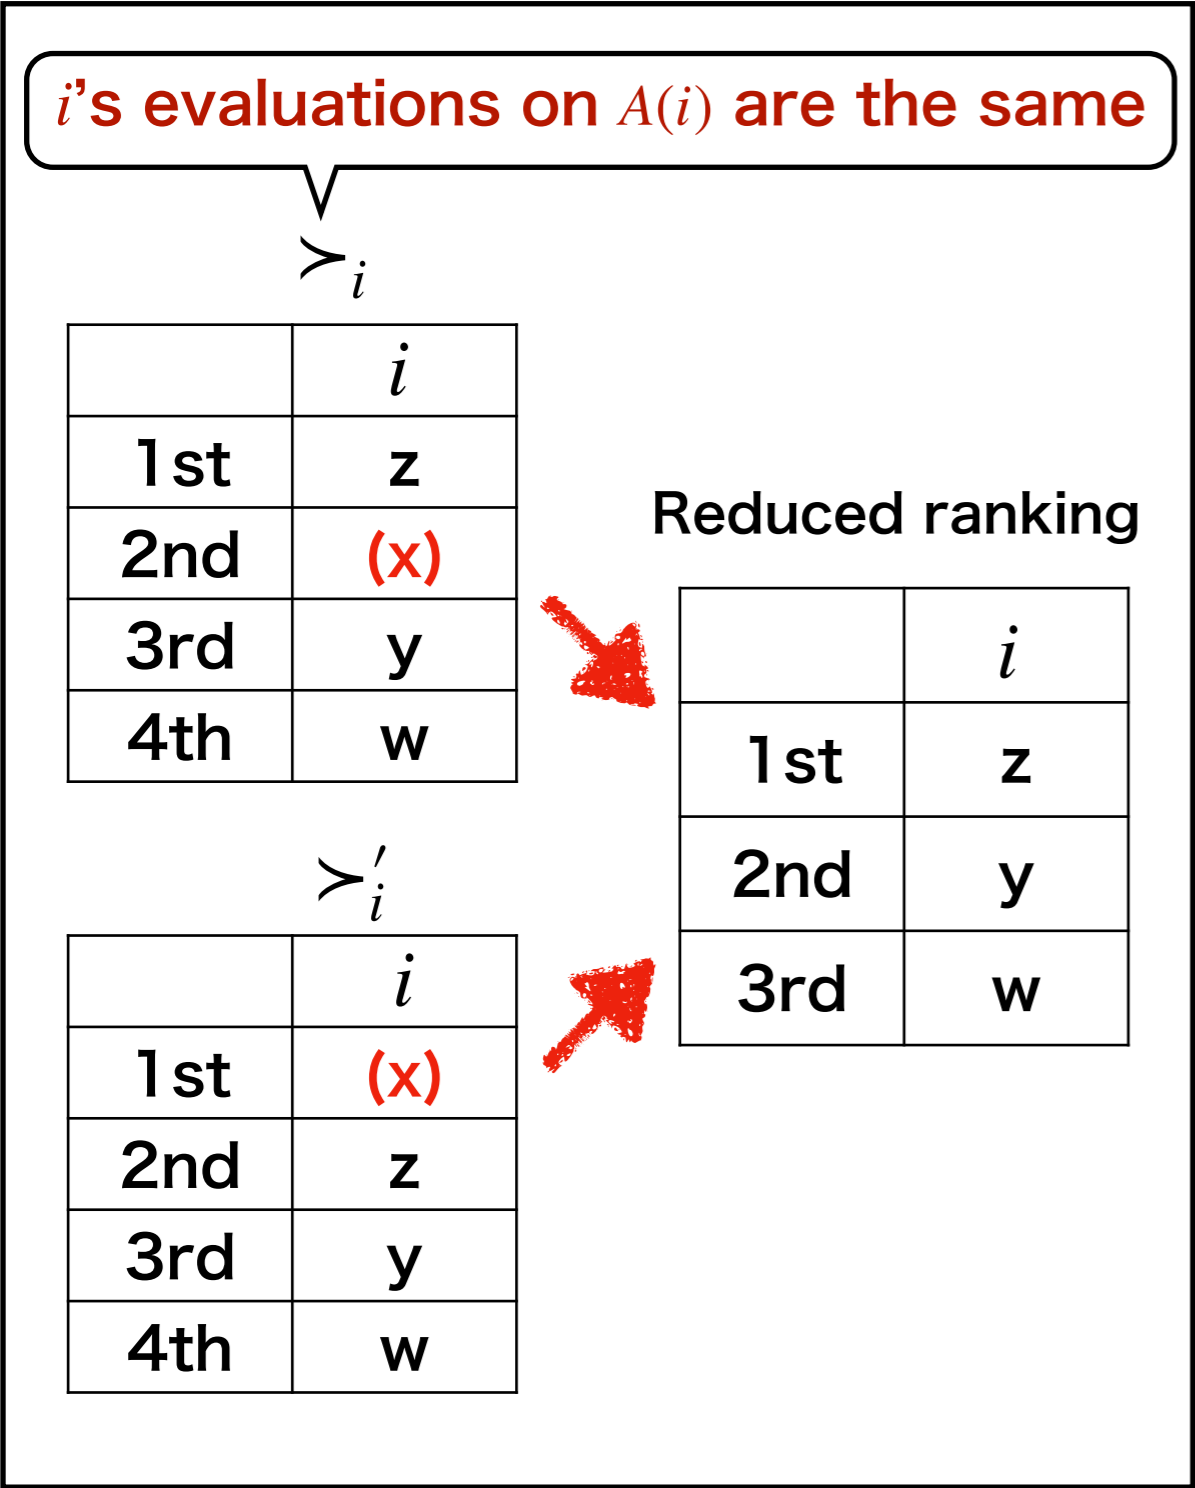 i's evaluations on A(i) are the same
≻i
i
1st z
2nd (x)
3rd y
4th w
Reduced ranking
i
1st z
2nd y
3rd w
≻′i
i
1st (x)
2nd z
3rd y
4th w